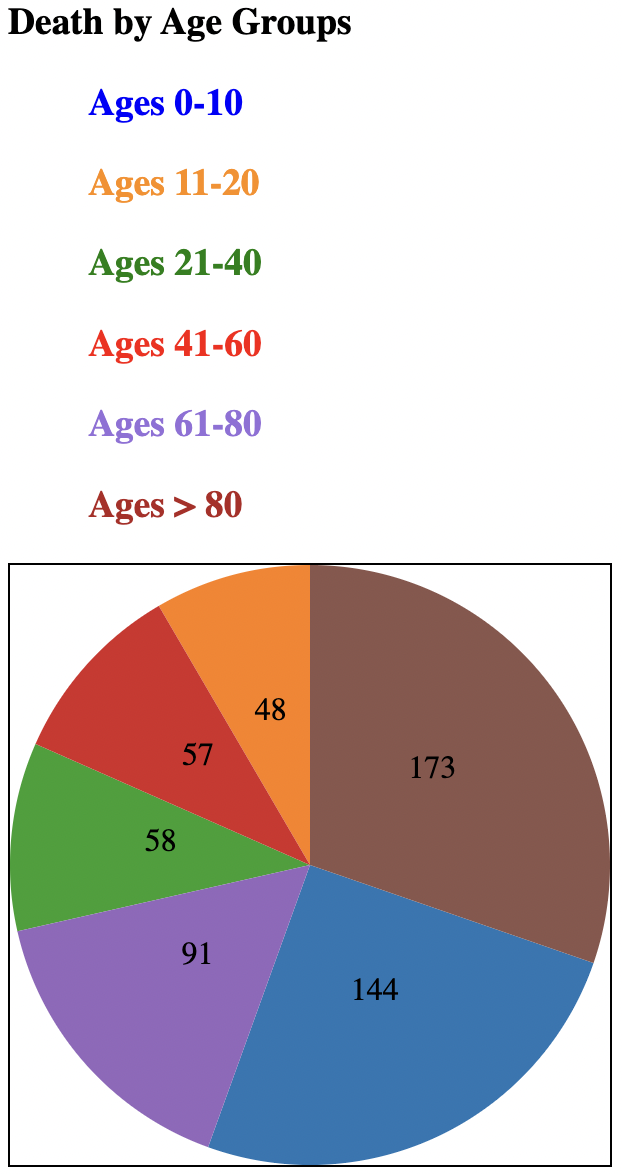 Death by Age Groups
Ages 0-10
Ages 11-20
Ages 21-40
Ages 41-60
Ages 61-80
Ages > 80
48
57
173
58
91
144